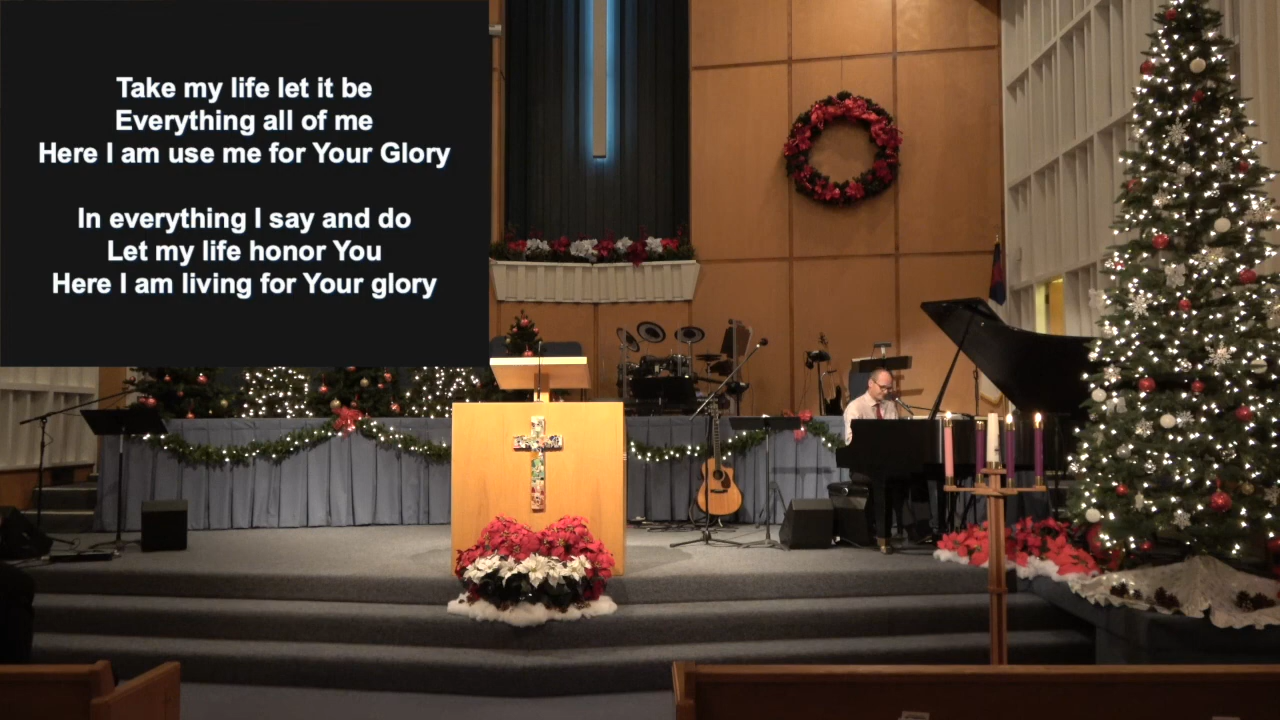 Take my life let it be
Everything all of me
Here I am use me for Your Glory
In everything I say and do
Let my life honor You
Here I am living for Your glory